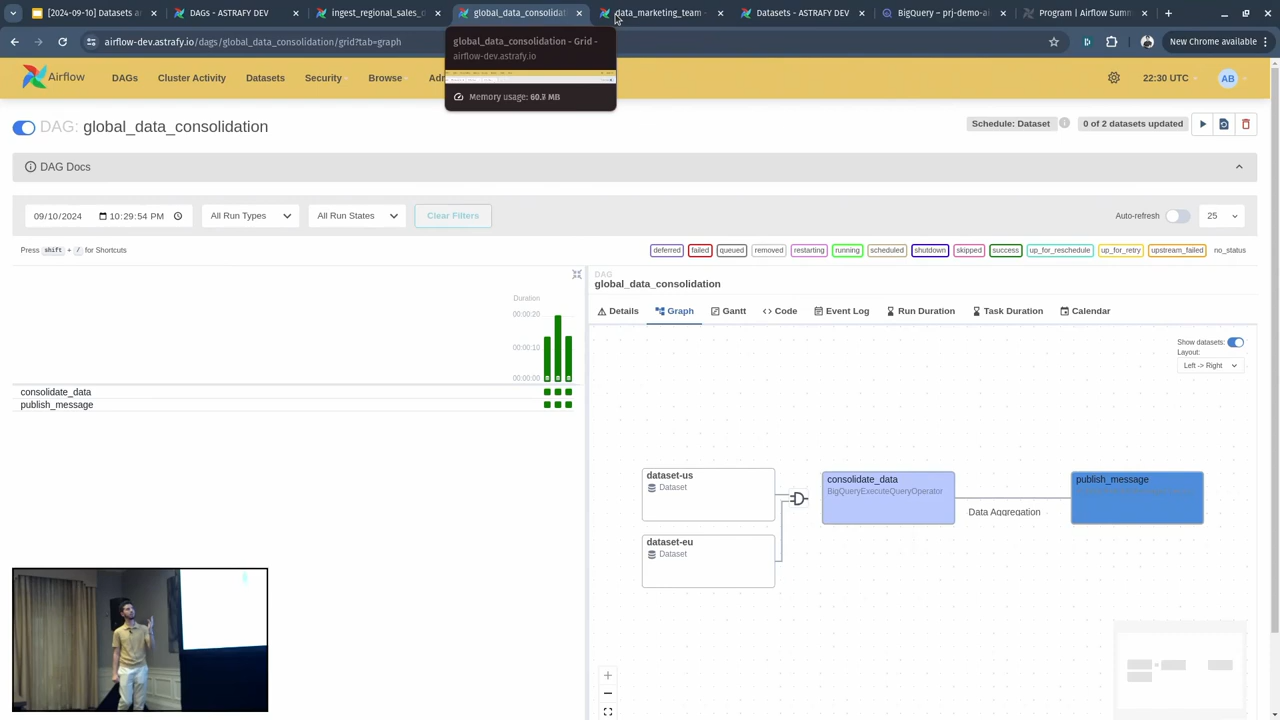 [2024-09-10] Datasets ar
DAGS - ASTRAFY DEV
ingest_regional_sales_d
global_data_consolidati
data_marketing_team
Datasets - ASTRAFY DEV
BigQuery – prj-demo-ai
Program | Airflow Summ
airflow-dev.astrafy.io/dags/global_data_consolidation/grid?tab=graph
New Chrome available
global_data_consolidation - Grid -
airflow-dev.astrafy.io
Memory usage: MB
Airflow
DAGs
Cluster Activity
Datasets
Security
Browse
22:30 UTC
AB
DAG: global_data_consolidation
Schedule: Dataset
0 of 2 datasets updated
DAG Docs
09/10/2024
10:29:54 PM
All Run Types
All Run States
Clear Filters
Auto-refresh
25
Press shift + / for Shortcuts
deferred
failed
queued
removed
restarting
running
scheduled
shutdown
skipped
success
up_for_reschedule
up_for_retry
upstream_failed
no_status
DAG
global_data_consolidation
Details
Graph
Gantt
Code
Event Log
Run Duration
Task Duration
Calendar
Duration
00:00:20
00:00:10
00:00:00
consolidate_data
publish_message
Show datasets:
Layout:
Left -> Right
dataset-us
Dataset
dataset-eu
Dataset
consolidate_data
BigQueryExecuteQueryOperator
Data Aggregation
publish_message